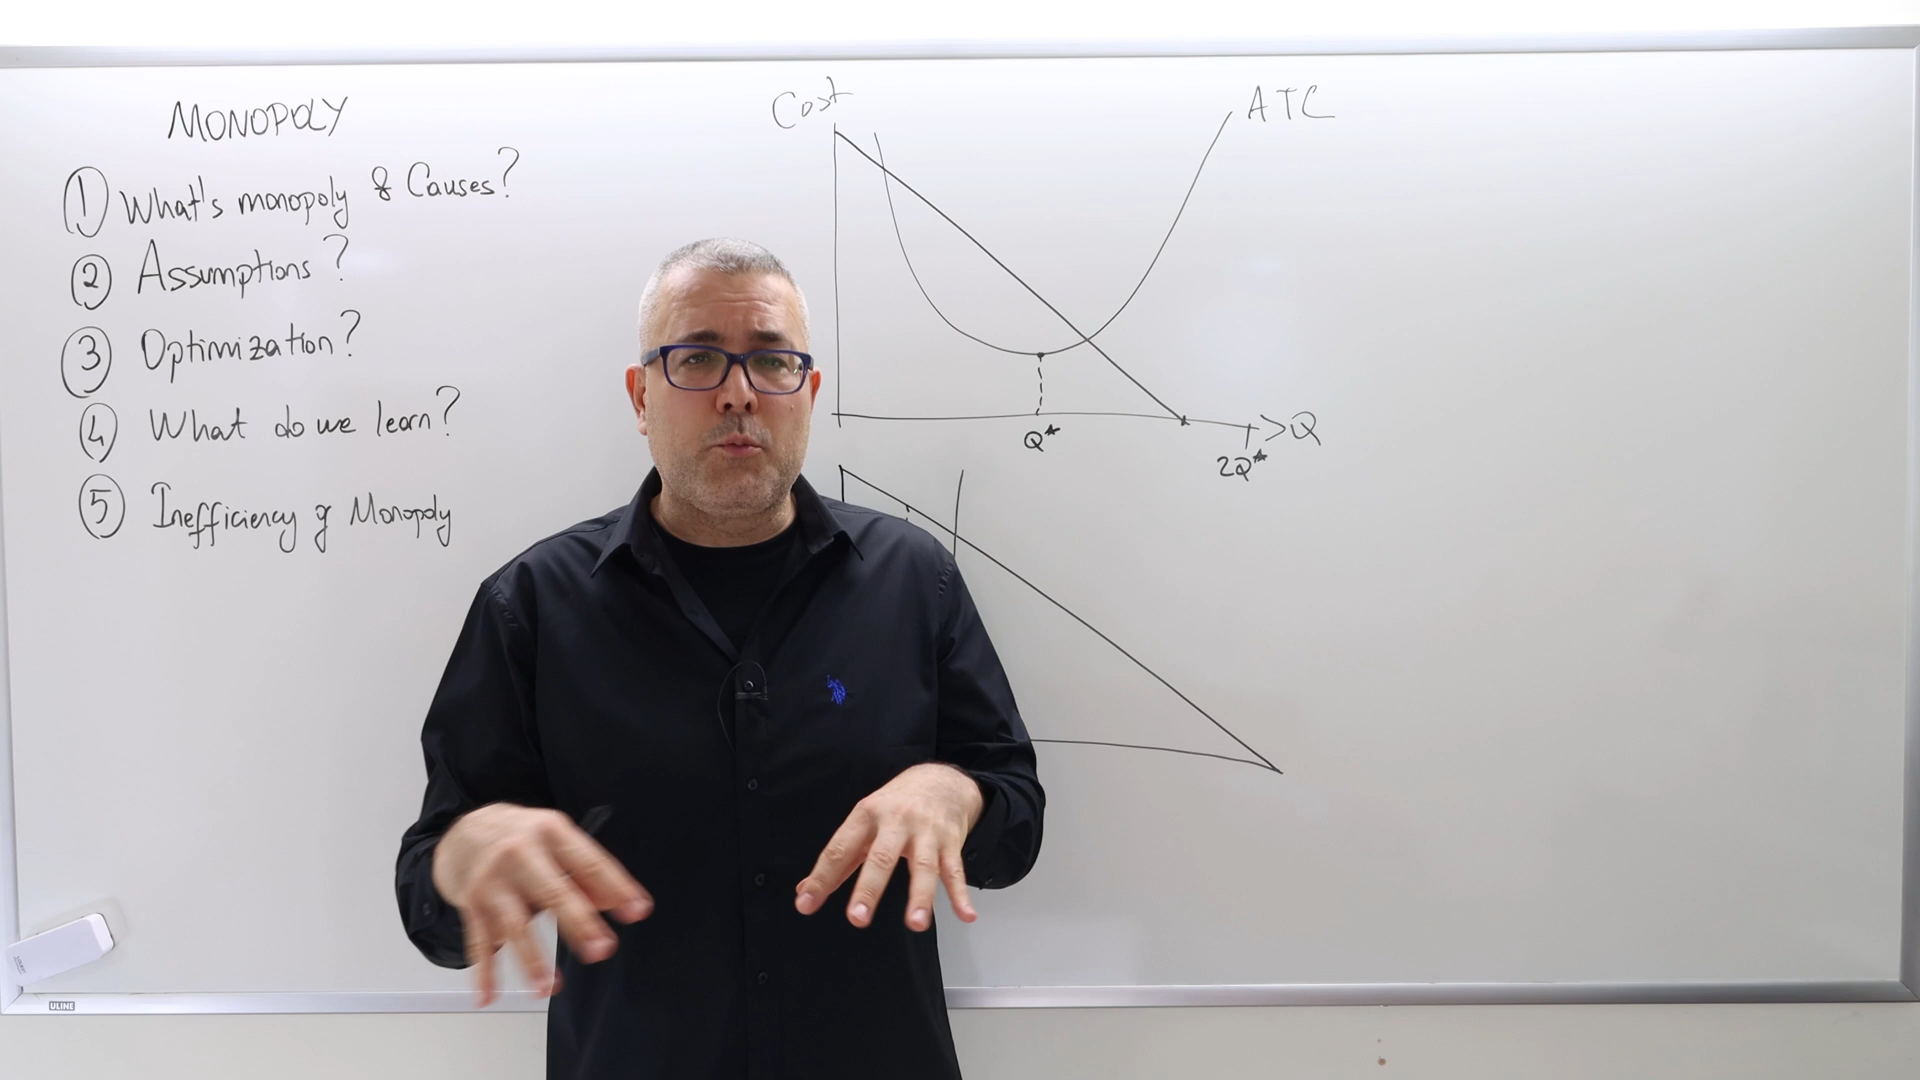 MONOPOLY
① What's monopoly & Causes?
② Assumptions?
③ Optimization?
④ What do we learn?
⑤ Inefficiency of Monopoly
Cost
ATC
Q*
Q
2Q*
ULINE